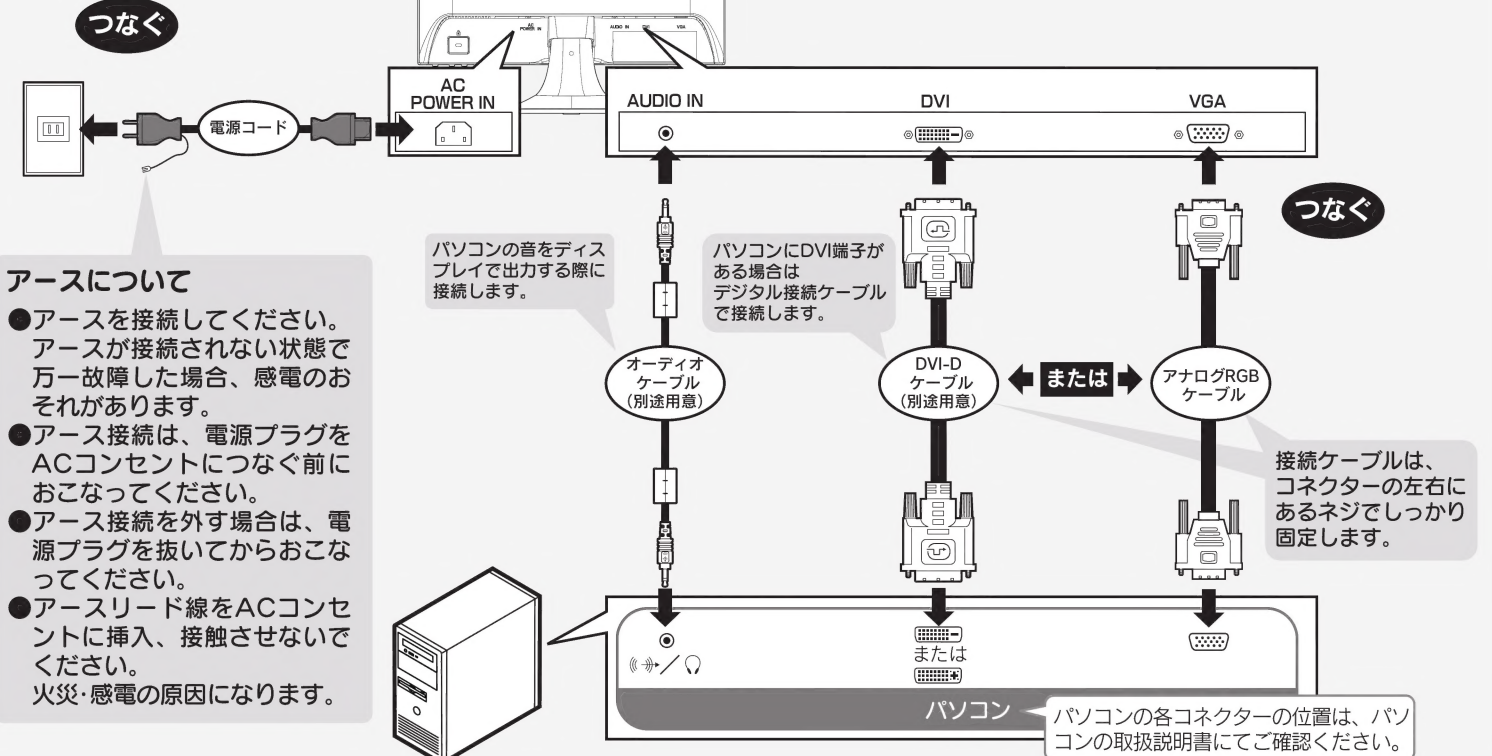 つなぐ
AC
POWER IN
AUDIO IN
DVI
VGA
AC
POWER IN
AUDIO IN
DVI
VGA
電源コード
つなぐ
アースについて
●アースを接続してください。
アースが接続されない状態で
万一故障した場合、感電のお
それがあります。
●アース接続は、電源プラグを
ACコンセントにつなぐ前に
おこなってください。
●アース接続を外す場合は、電
源プラグを抜いてからおこな
ってください。
●アースリード線をACコンセ
ントに挿入、接触させないで
ください。
火災・感電の原因になります。
パソコンの音をディス
プレイで出力する際に
接続します。
パソコンにDVI端子が
ある場合は
デジタル接続ケーブル
で接続します。
オーディオ
ケーブル
(別途用意)
DVI-D
ケーブル
(別途用意)
または
アナログRGB
ケーブル
接続ケーブルは、
コネクターの左右に
あるネジでしっかり
固定します。
または
パソコン
パソコンの各コネクターの位置は、パソ
コンの取扱説明書にてご確認ください。